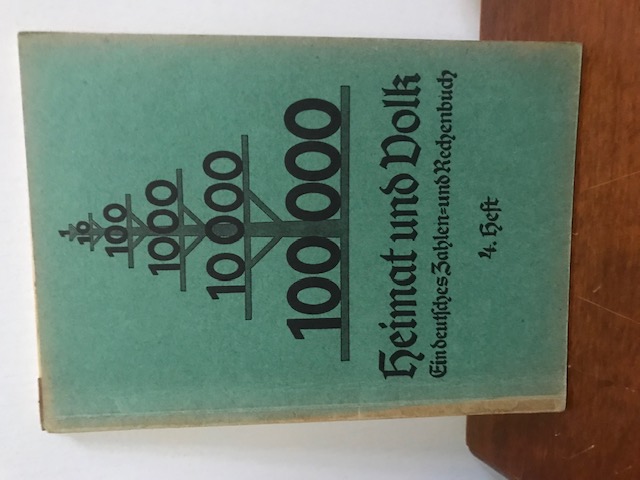 1
10
100
1000
10 000
100 000
Heimat und Volk
Ein deutsches Zahlen=und Rechenbuch
4. Heft